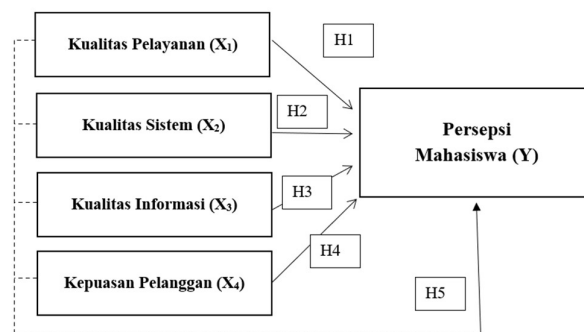 Kualitas Pelayanan (X₁)
H1
Kualitas Sistem (X₂)
H2
Persepsi
Mahasiswa (Y)
Kualitas Informasi (X₃)
H3
Kepuasan Pelanggan (X₄)
H4
H5